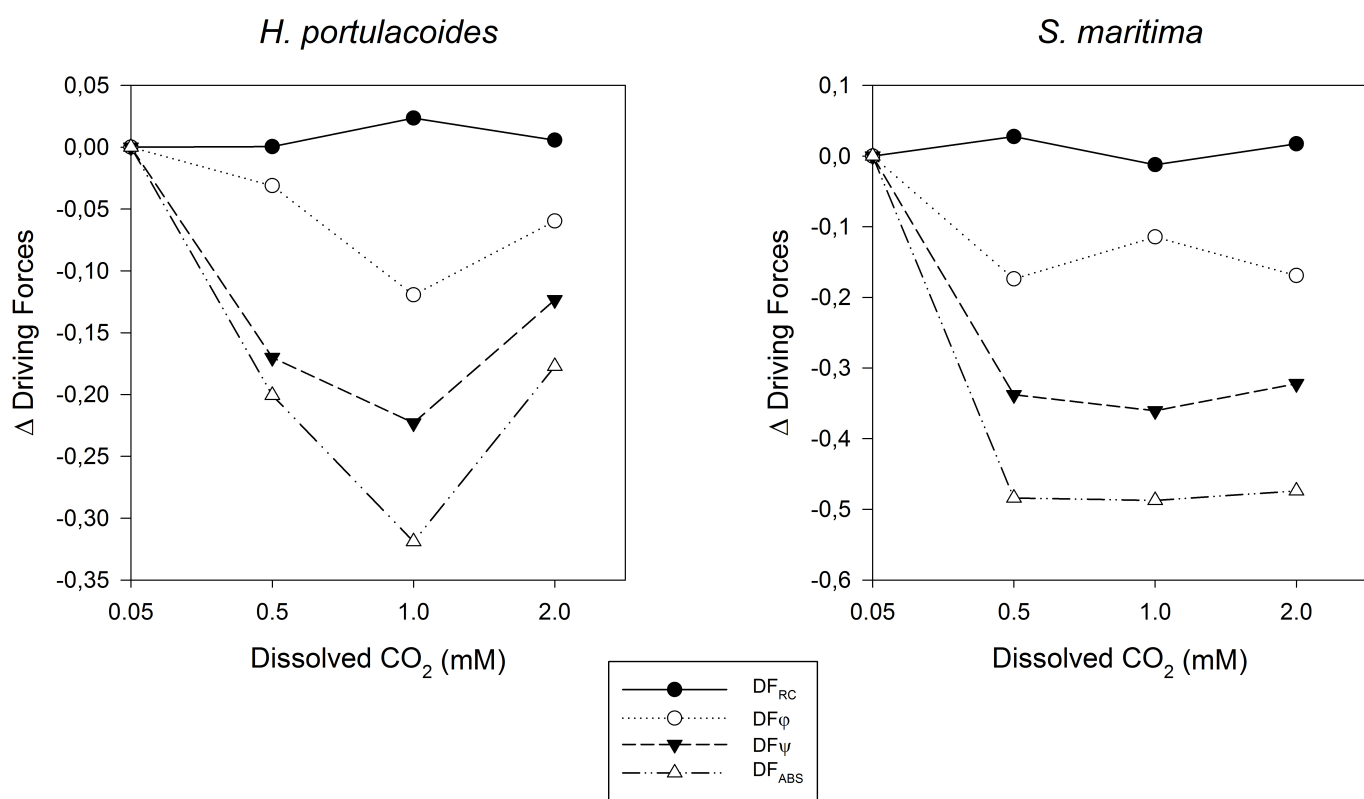 H. portulacoides
0,05
0,00
-0,05
-0,10
-0,15
-0,20
-0,25
-0,30
-0,35
Δ Driving Forces
0.05 0.5 1.0 2.0
Dissolved CO₂ (mM)
S. maritima
0,1
0,0
-0,1
-0,2
-0,3
-0,4
-0,5
-0,6
Δ Driving Forces
0.05 0.5 1.0 2.0
Dissolved CO₂ (mM)
DF_RC
DFφ
DFψ
DF_ABS